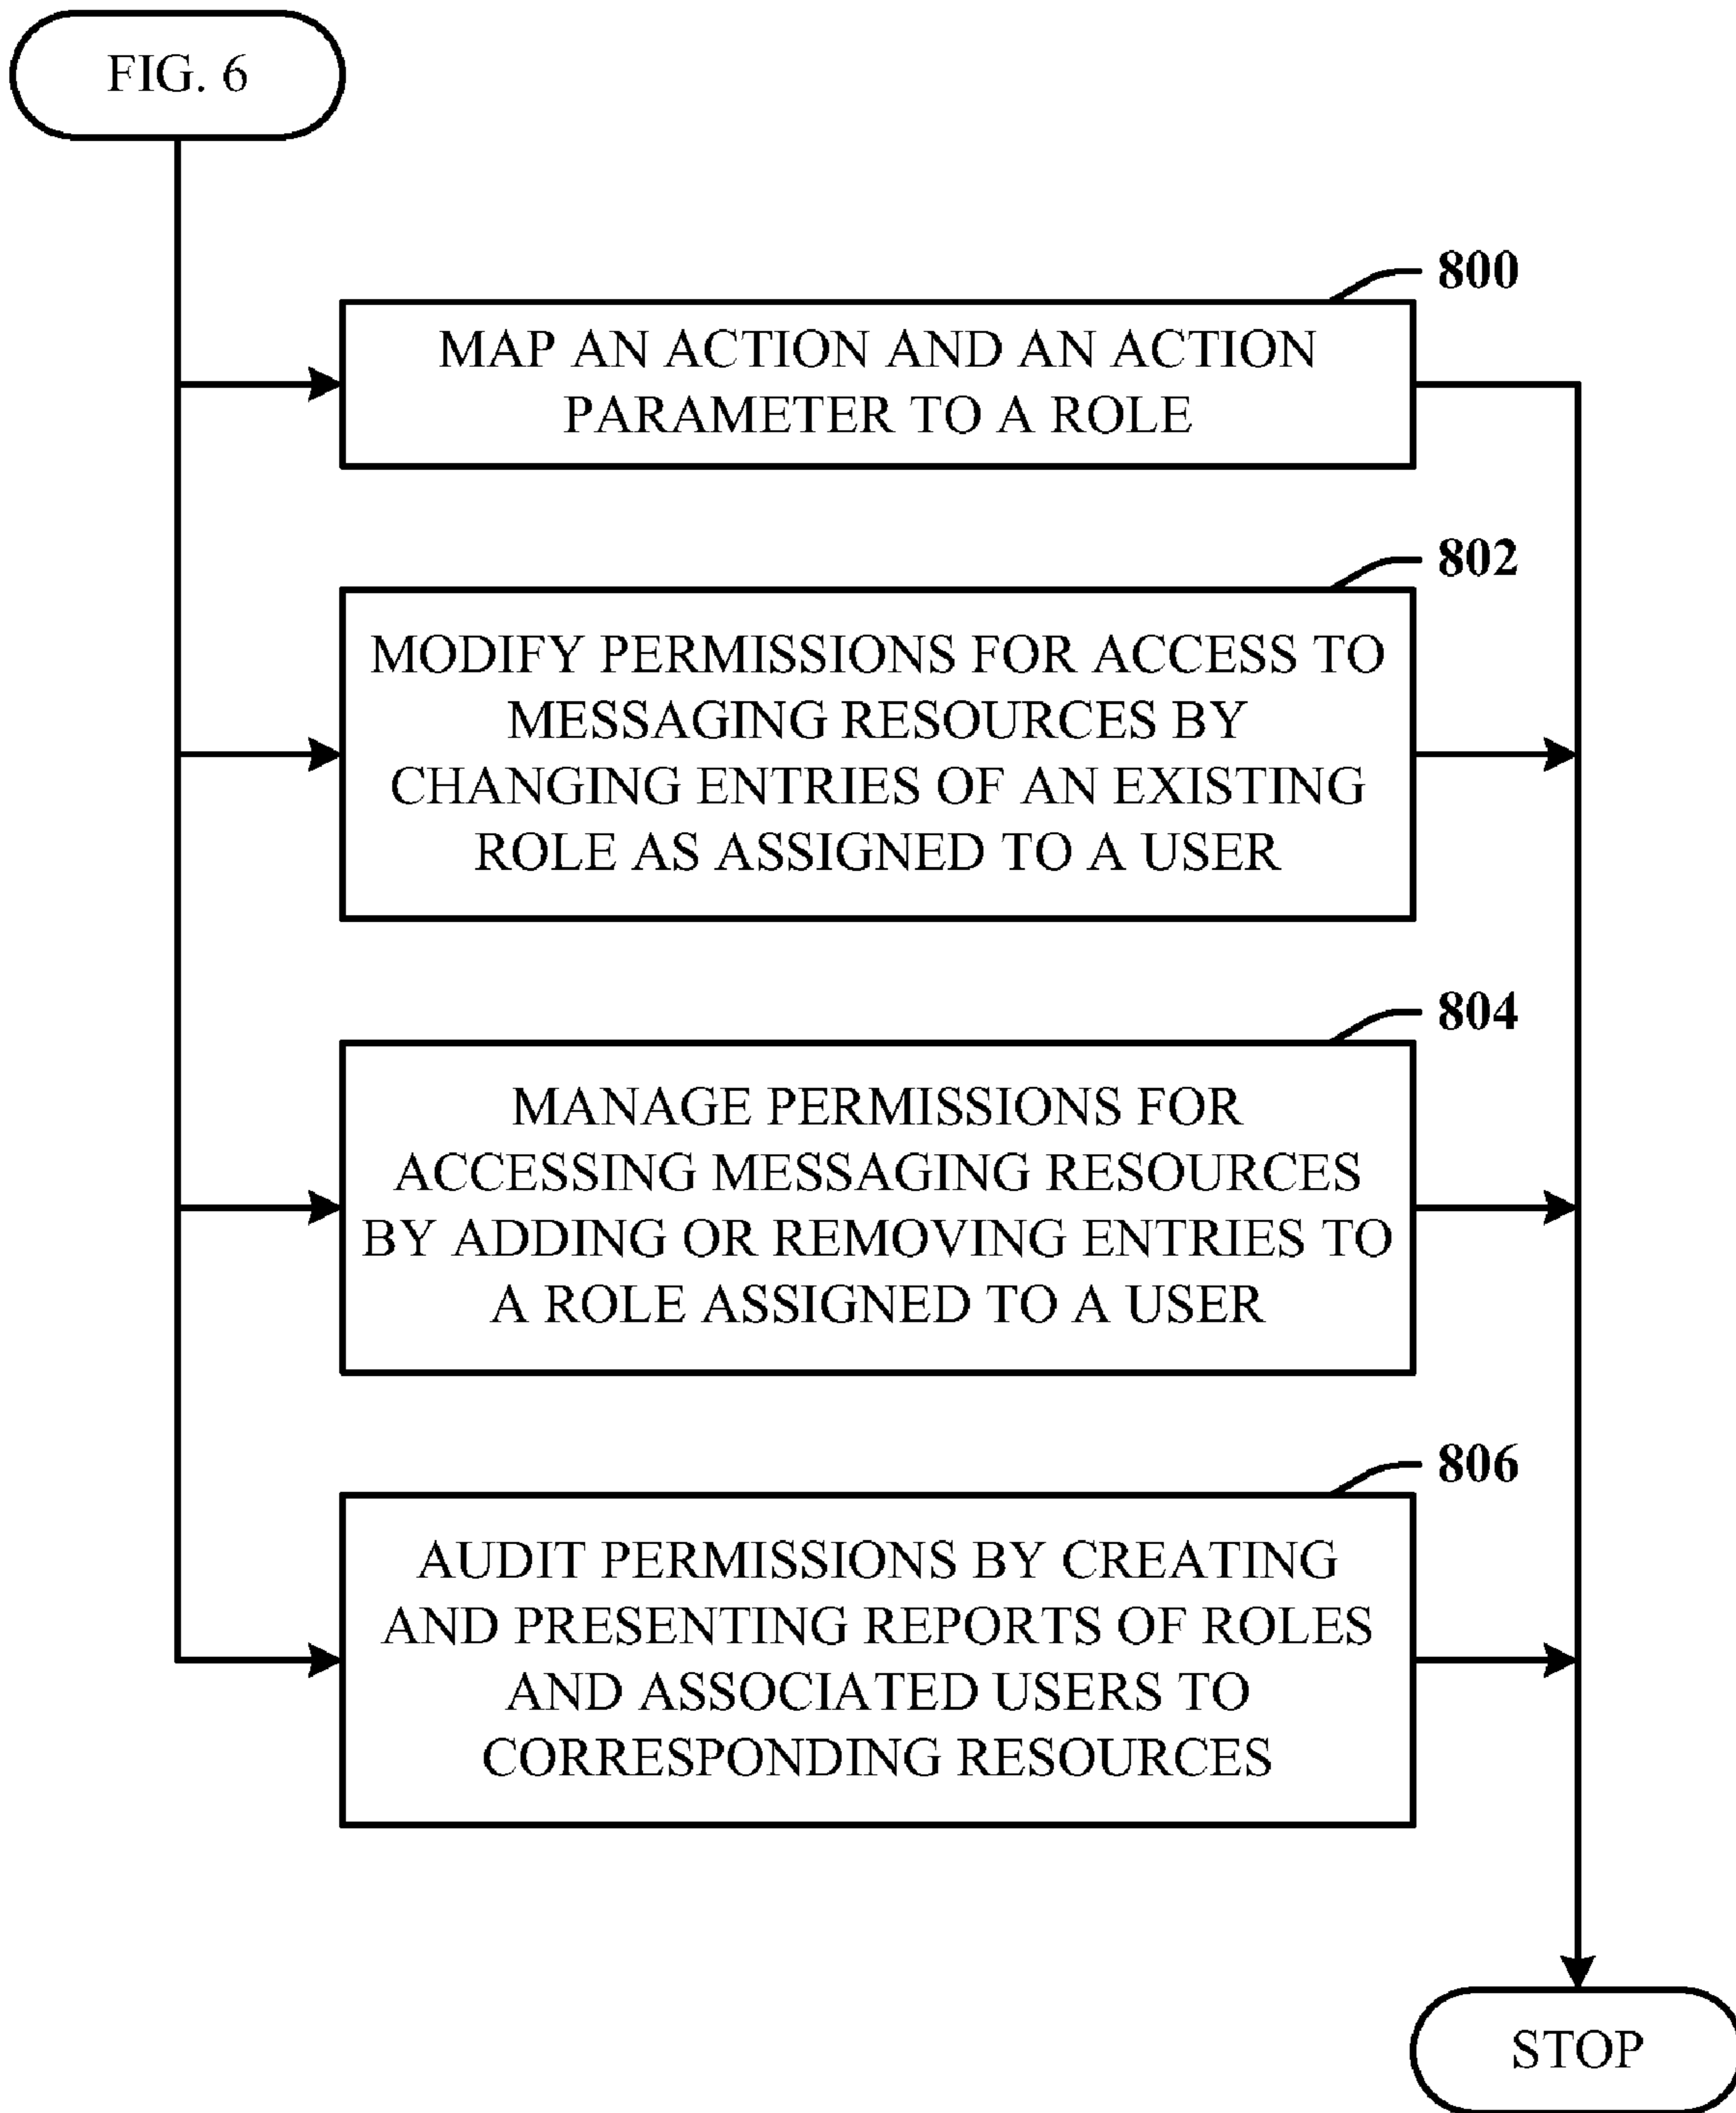 FIG. 6
800
MAP AN ACTION AND AN ACTION
PARAMETER TO A ROLE
802
MODIFY PERMISSIONS FOR ACCESS TO
MESSAGING RESOURCES BY
CHANGING ENTRIES OF AN EXISTING
ROLE AS ASSIGNED TO A USER
804
MANAGE PERMISSIONS FOR
ACCESSING MESSAGING RESOURCES
BY ADDING OR REMOVING ENTRIES TO
A ROLE ASSIGNED TO A USER
806
AUDIT PERMISSIONS BY CREATING
AND PRESENTING REPORTS OF ROLES
AND ASSOCIATED USERS TO
CORRESPONDING RESOURCES
STOP